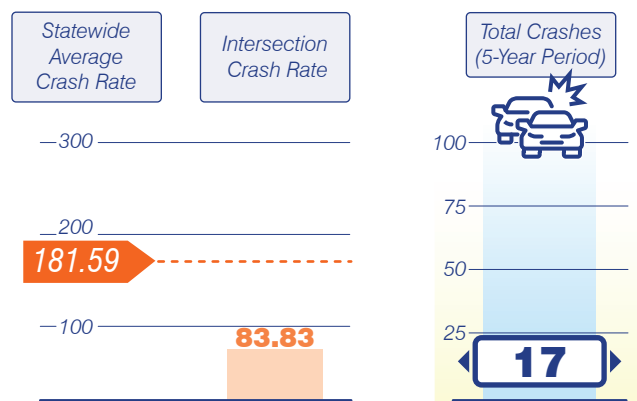 Statewide
Average
Crash Rate
Intersection
Crash Rate
300
200
181.59
100
83.83
Total Crashes
(5-Year Period)
100
75
50
25
17